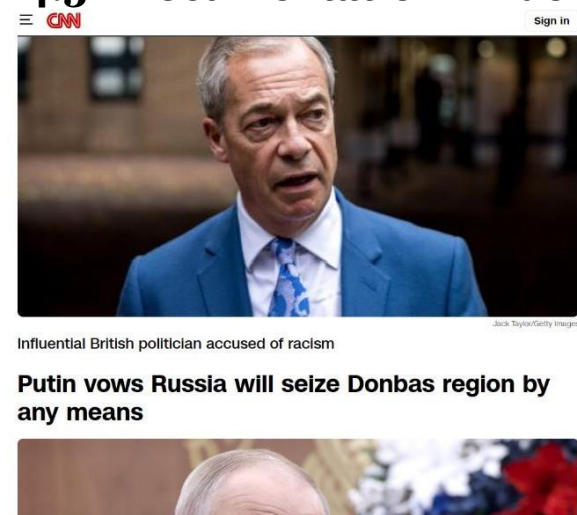 CNN
Sign in
Jack Taylor/Getty Images
Influential British politician accused of racism
Putin vows Russia will seize Donbas region by
any means